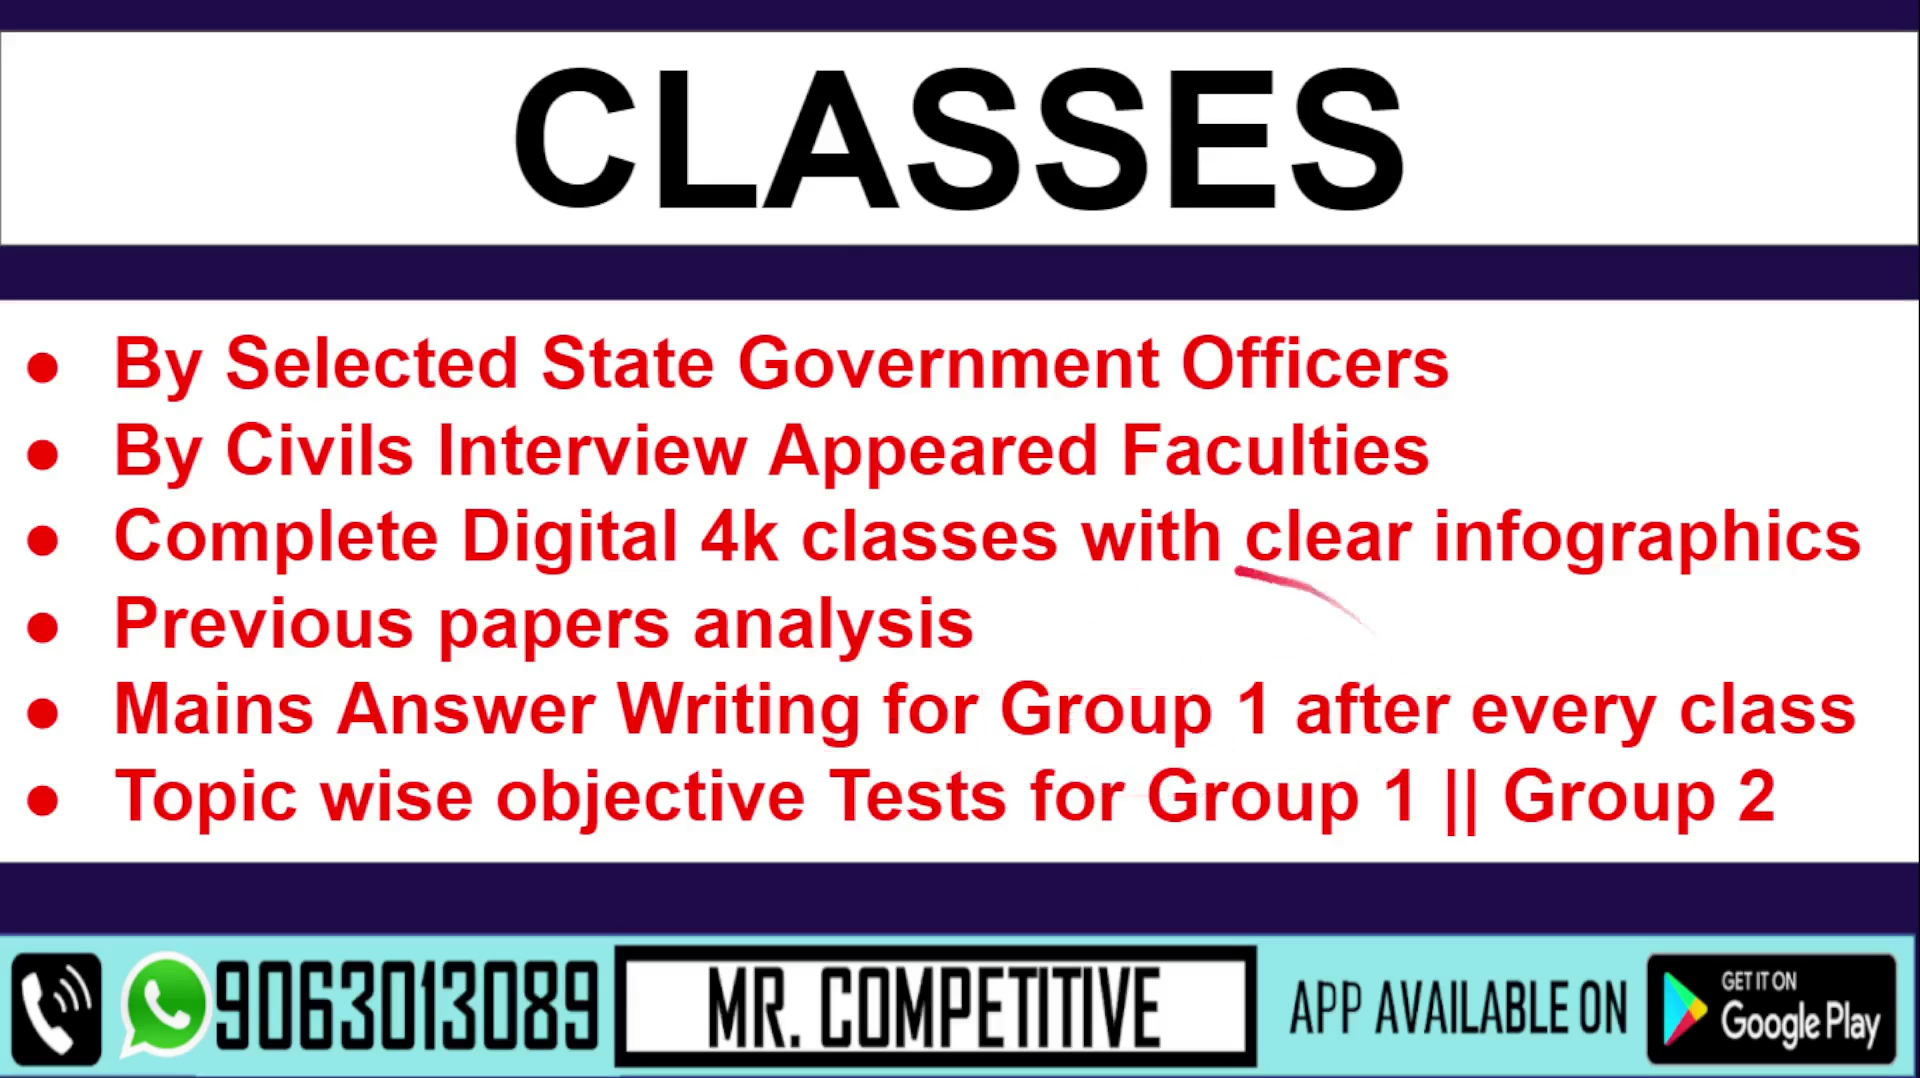 CLASSES
● By Selected State Government Officers
● By Civils Interview Appeared Faculties
● Complete Digital 4k classes with clear infographics
● Previous papers analysis
● Mains Answer Writing for Group 1 after every class
● Topic wise objective Tests for Group 1 || Group 2
9063013089 MR. COMPETITIVE APP AVAILABLE ON GET IT ON Google Play